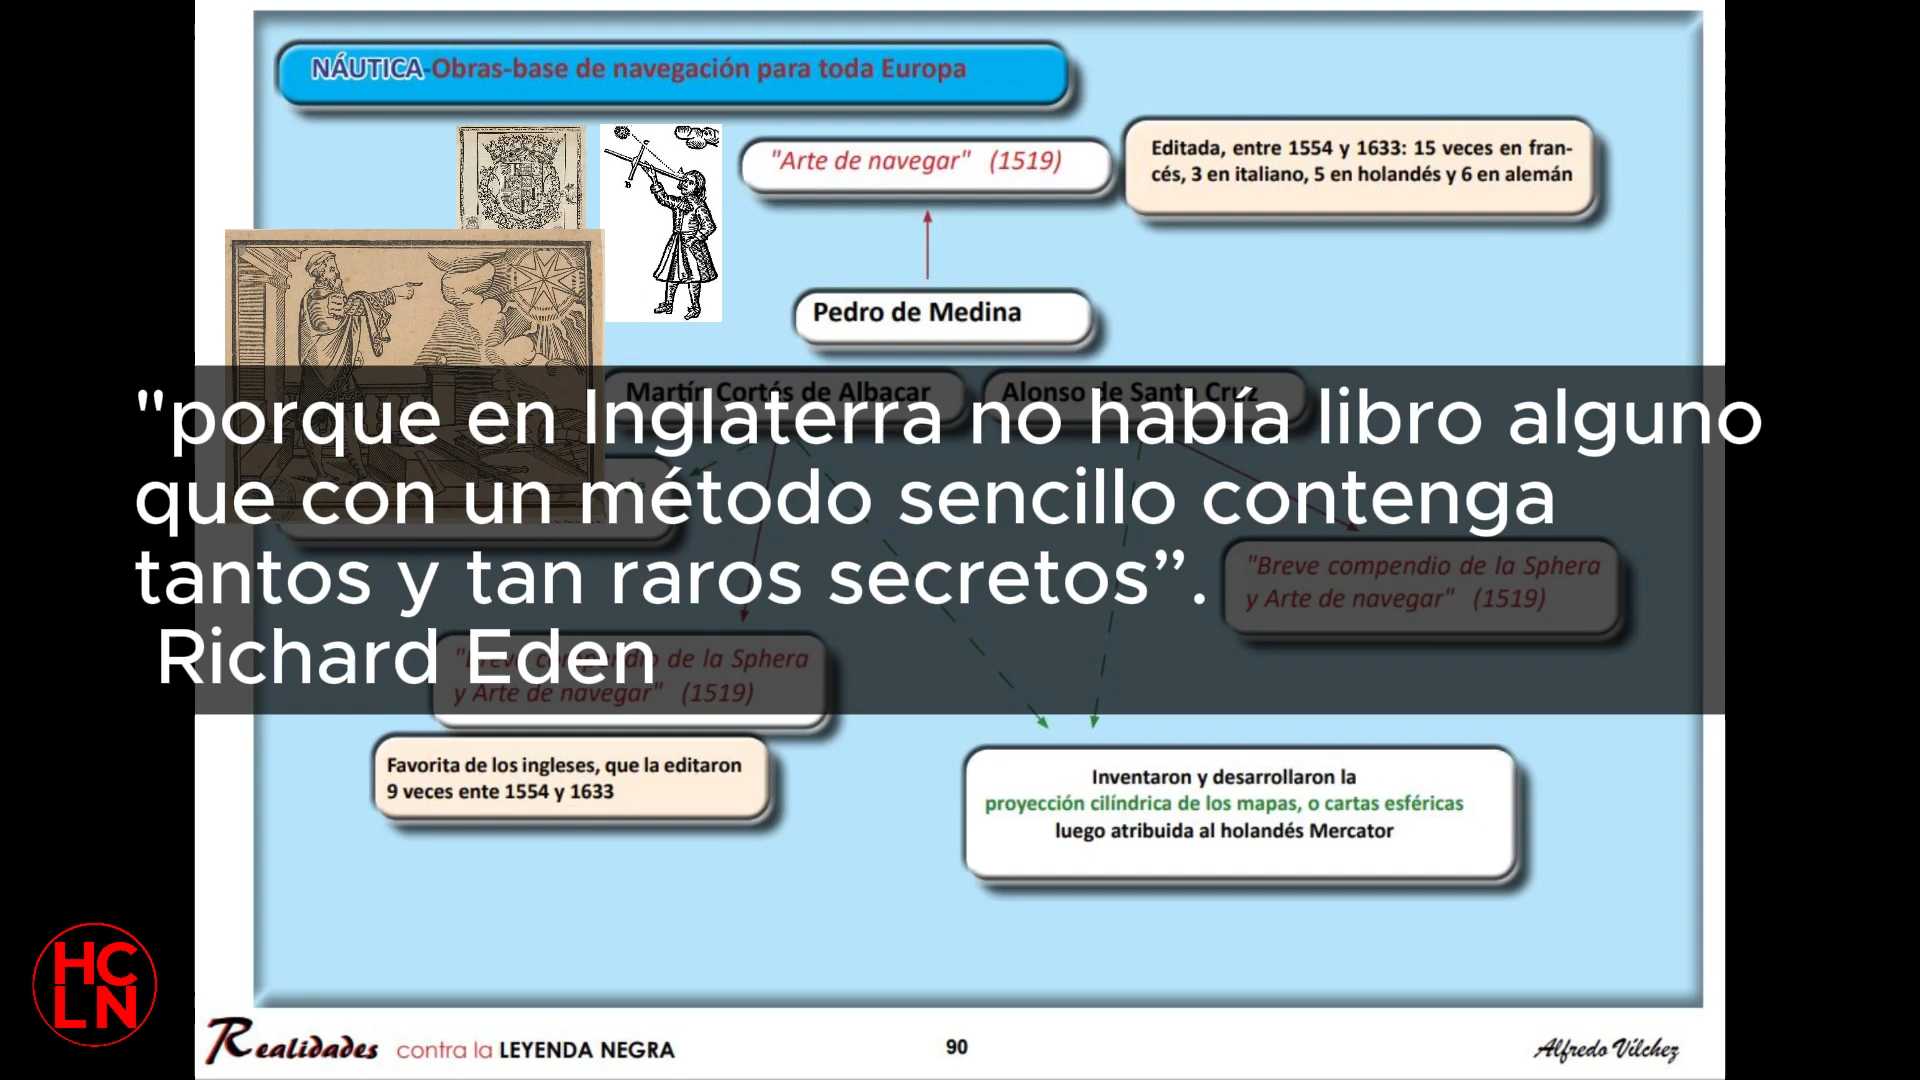 NÁUTICA-Obras-base de navegación para toda Europa
"Arte de navegar" (1519)
Editada, entre 1554 y 1633: 15 veces en fran-
cés, 3 en italiano, 5 en holandés y 6 en alemán
Pedro de Medina
Martín Cortés de Albacar
Alonso de Santa Cruz
"porque en Inglaterra no había libro alguno
que con un método sencillo contenga
tantos y tan raros secretos”.
Richard Eden
"Breve compendio de la Sphera
y Arte de navegar" (1519)
"Breve compendio de la Sphera
y Arte de navegar" (1519)
Favorita de los ingleses, que la editaron
9 veces ente 1554 y 1633
Inventaron y desarrollaron la
proyección cilíndrica de los mapas, o cartas esféricas
luego atribuida al holandés Mercator
HC
LN
Realidades contra la LEYENDA NEGRA
90
Alfredo Vílchez